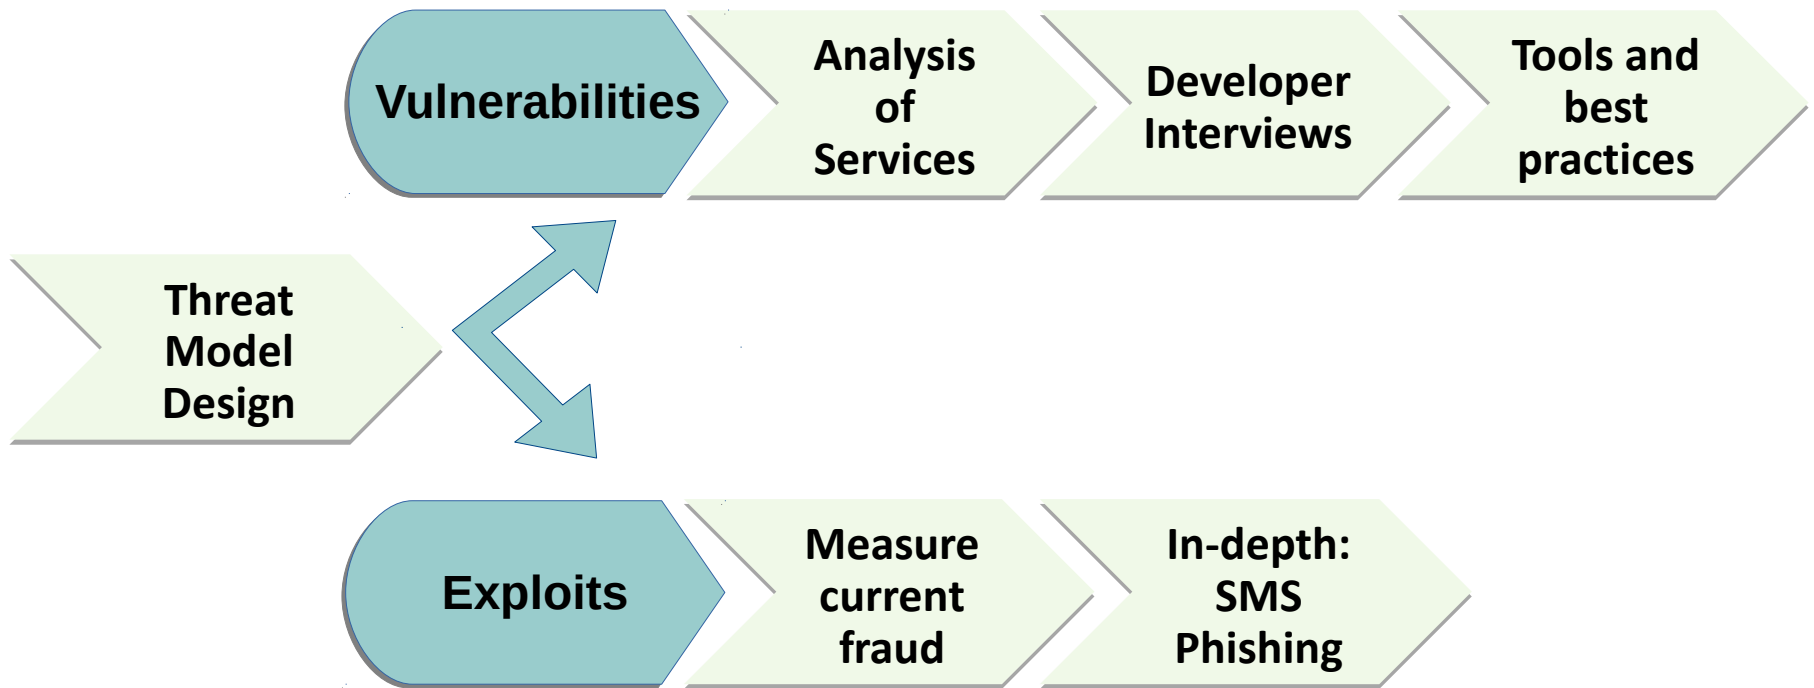 Vulnerabilities
Analysis
of
Services
Developer
Interviews
Tools and
best
practices
Threat
Model
Design
Exploits
Measure
current
fraud
In-depth:
SMS
Phishing